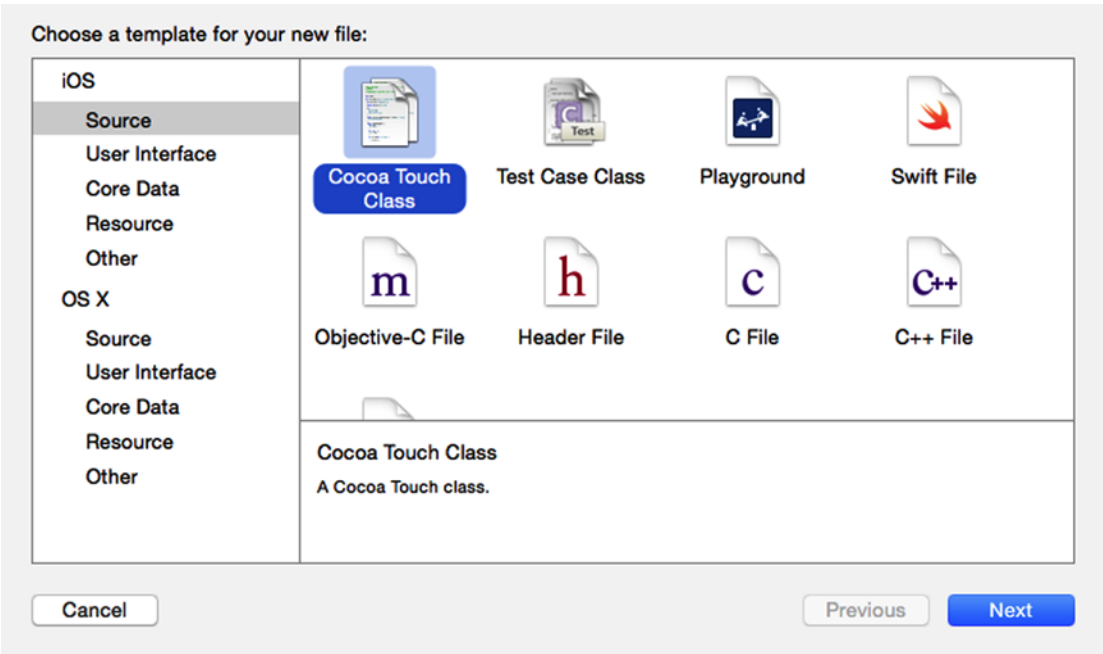 Choose a template for your new file:
iOS
Source
User Interface
Core Data
Resource
Other
OS X
Source
User Interface
Core Data
Resource
Other
Cocoa Touch
Class
C
Test
Test Case Class
Playground
Swift File
m
Objective-C File
h
Header File
c
C File
C++
C++ File
Cocoa Touch Class
A Cocoa Touch class.
Cancel
Previous
Next